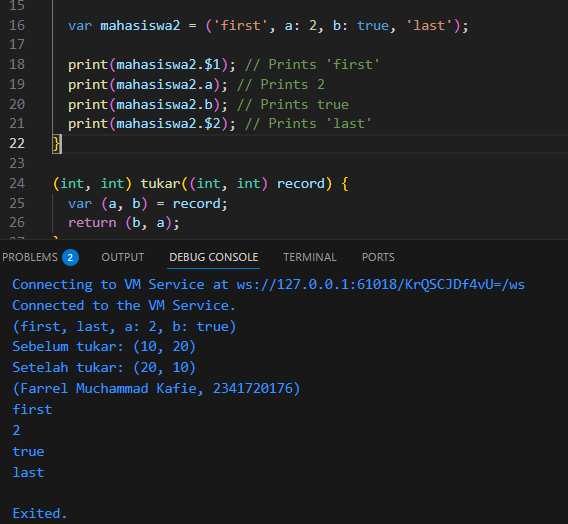 15
16 var mahasiswa2 = ('first', a: 2, b: true, 'last');
17
18 print(mahasiswa2.$1); // Prints 'first'
19 print(mahasiswa2.a); // Prints 2
20 print(mahasiswa2.b); // Prints true
21 print(mahasiswa2.$2); // Prints 'last'
22 }
23
24 (int, int) tukar((int, int) record) {
25 var (a, b) = record;
26 return (b, a);
27 }
PROBLEMS 2 OUTPUT DEBUG CONSOLE TERMINAL PORTS
Connecting to VM Service at ws://127.0.0.1:61018/KrQSCJDf4vU=/ws
Connected to the VM Service.
(first, last, a: 2, b: true)
Sebelum tukar: (10, 20)
Setelah tukar: (20, 10)
(Farrel Muchammad Kafie, 2341720176)
first
2
true
last
Exited.